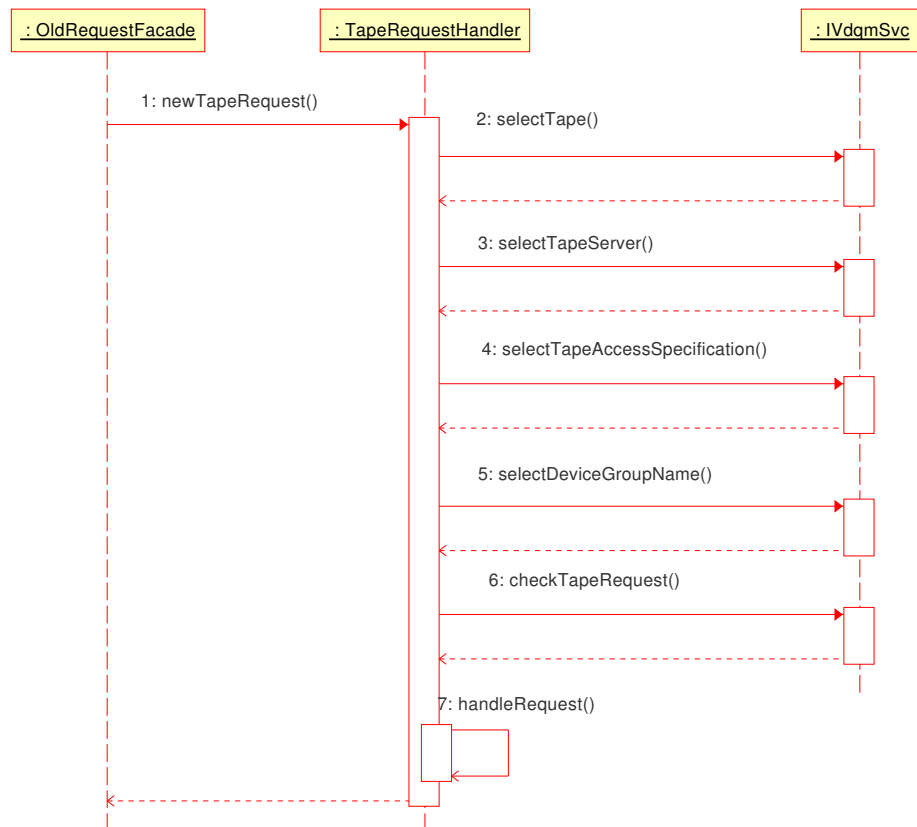 : OldRequestFacade
: TapeRequestHandler
: IVdqmSvc
1: newTapeRequest()
2: selectTape()
3: selectTapeServer()
4: selectTapeAccessSpecification()
5: selectDeviceGroupName()
6: checkTapeRequest()
7: handleRequest()